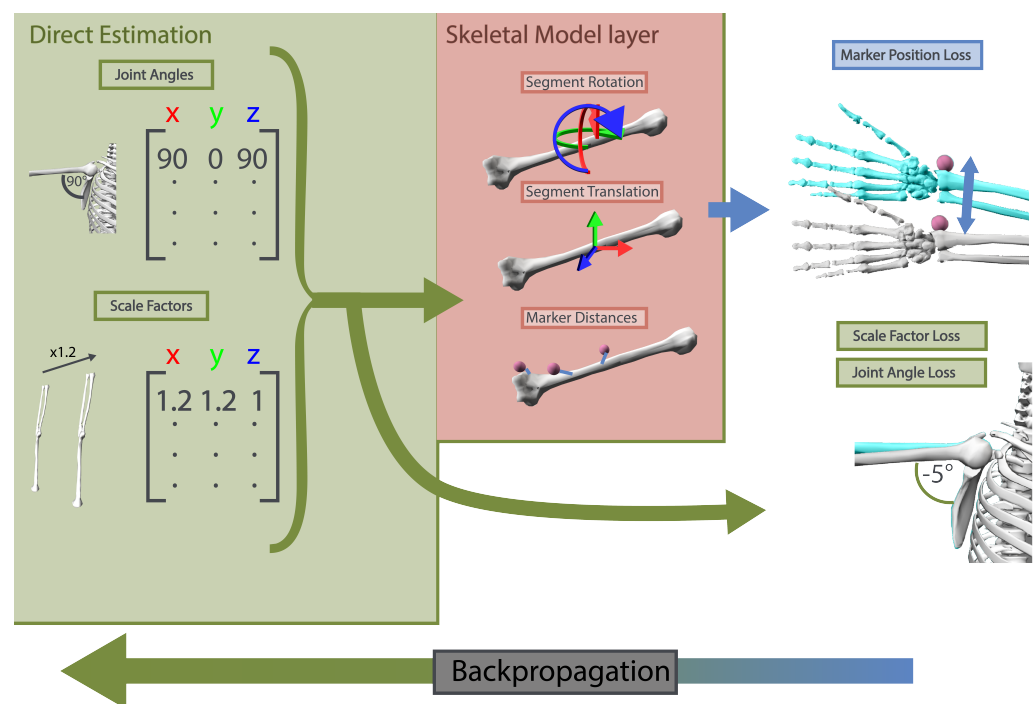 Direct Estimation
Joint Angles
x y z
90 0 90
. . .
. . .
. . .
90°
Scale Factors
x1.2
x y z
1.2 1.2 1
. . .
. . .
. . .
Skeletal Model layer
Segment Rotation
Segment Translation
Marker Distances
Marker Position Loss
Scale Factor Loss
Joint Angle Loss
-5°
Backpropagation